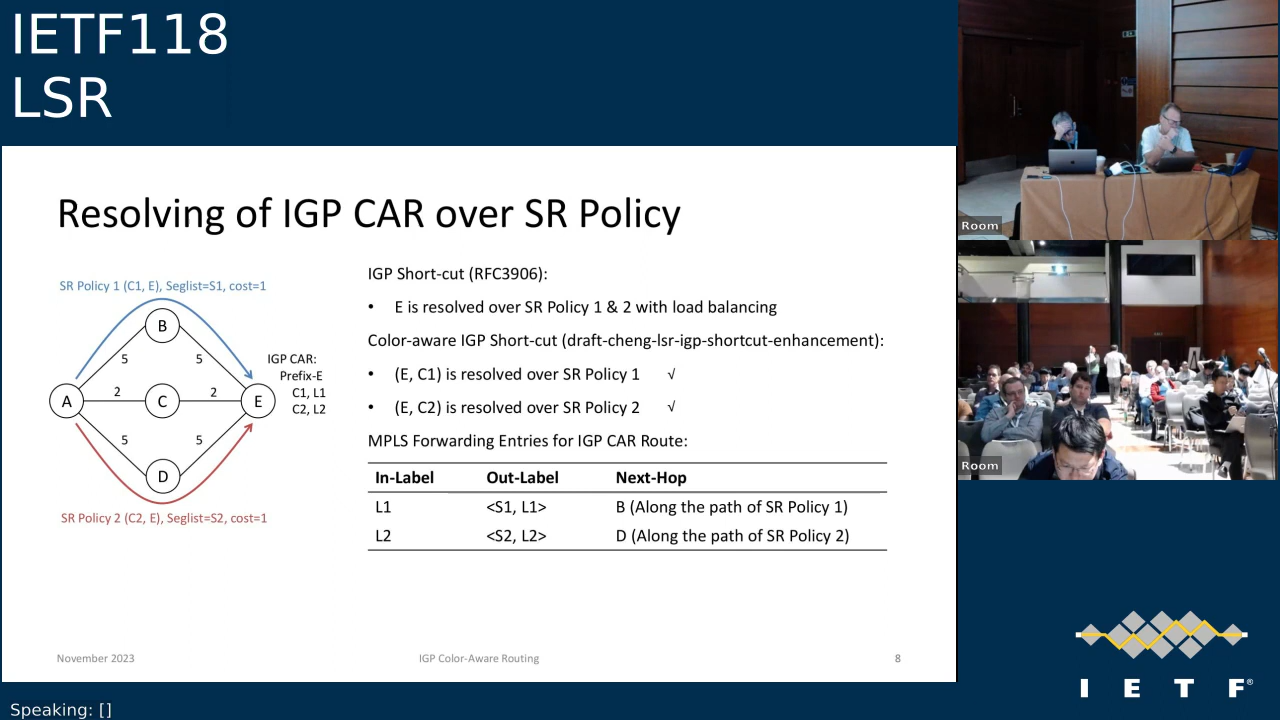 IETF118
LSR
Resolving of IGP CAR over SR Policy
SR Policy 1 (C1, E), Seglist=S1, cost=1
B
5
5
A
2
C
2
E
5
5
D
IGP CAR:
Prefix-E
C1, L1
C2, L2
SR Policy 2 (C2, E), Seglist=S2, cost=1
IGP Short-cut (RFC3906):
• E is resolved over SR Policy 1 & 2 with load balancing
Color-aware IGP Short-cut (draft-cheng-lsr-igp-shortcut-enhancement):
• (E, C1) is resolved over SR Policy 1 √
• (E, C2) is resolved over SR Policy 2 √
MPLS Forwarding Entries for IGP CAR Route:
In-Label Out-Label Next-Hop
L1 <S1, L1> B (Along the path of SR Policy 1)
L2 <S2, L2> D (Along the path of SR Policy 2)
November 2023 IGP Color-Aware Routing 8
Room
Room
I E T F®
Speaking: []